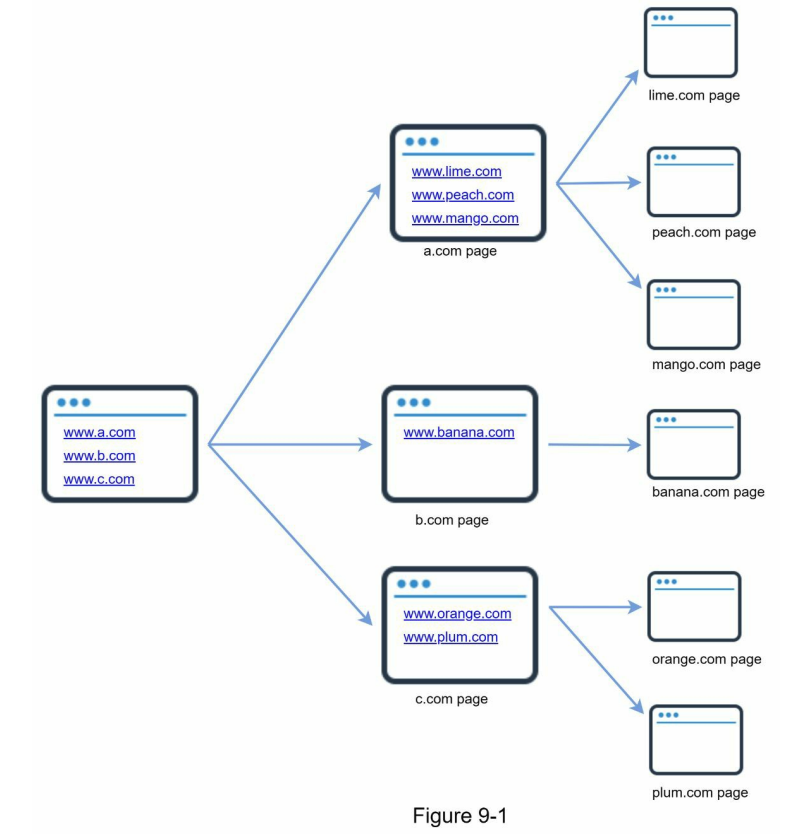 www.a.com
www.b.com
www.c.com
www.lime.com
www.peach.com
www.mango.com
a.com page
www.banana.com
b.com page
www.orange.com
www.plum.com
c.com page
lime.com page
peach.com page
mango.com page
banana.com page
orange.com page
plum.com page
Figure 9-1